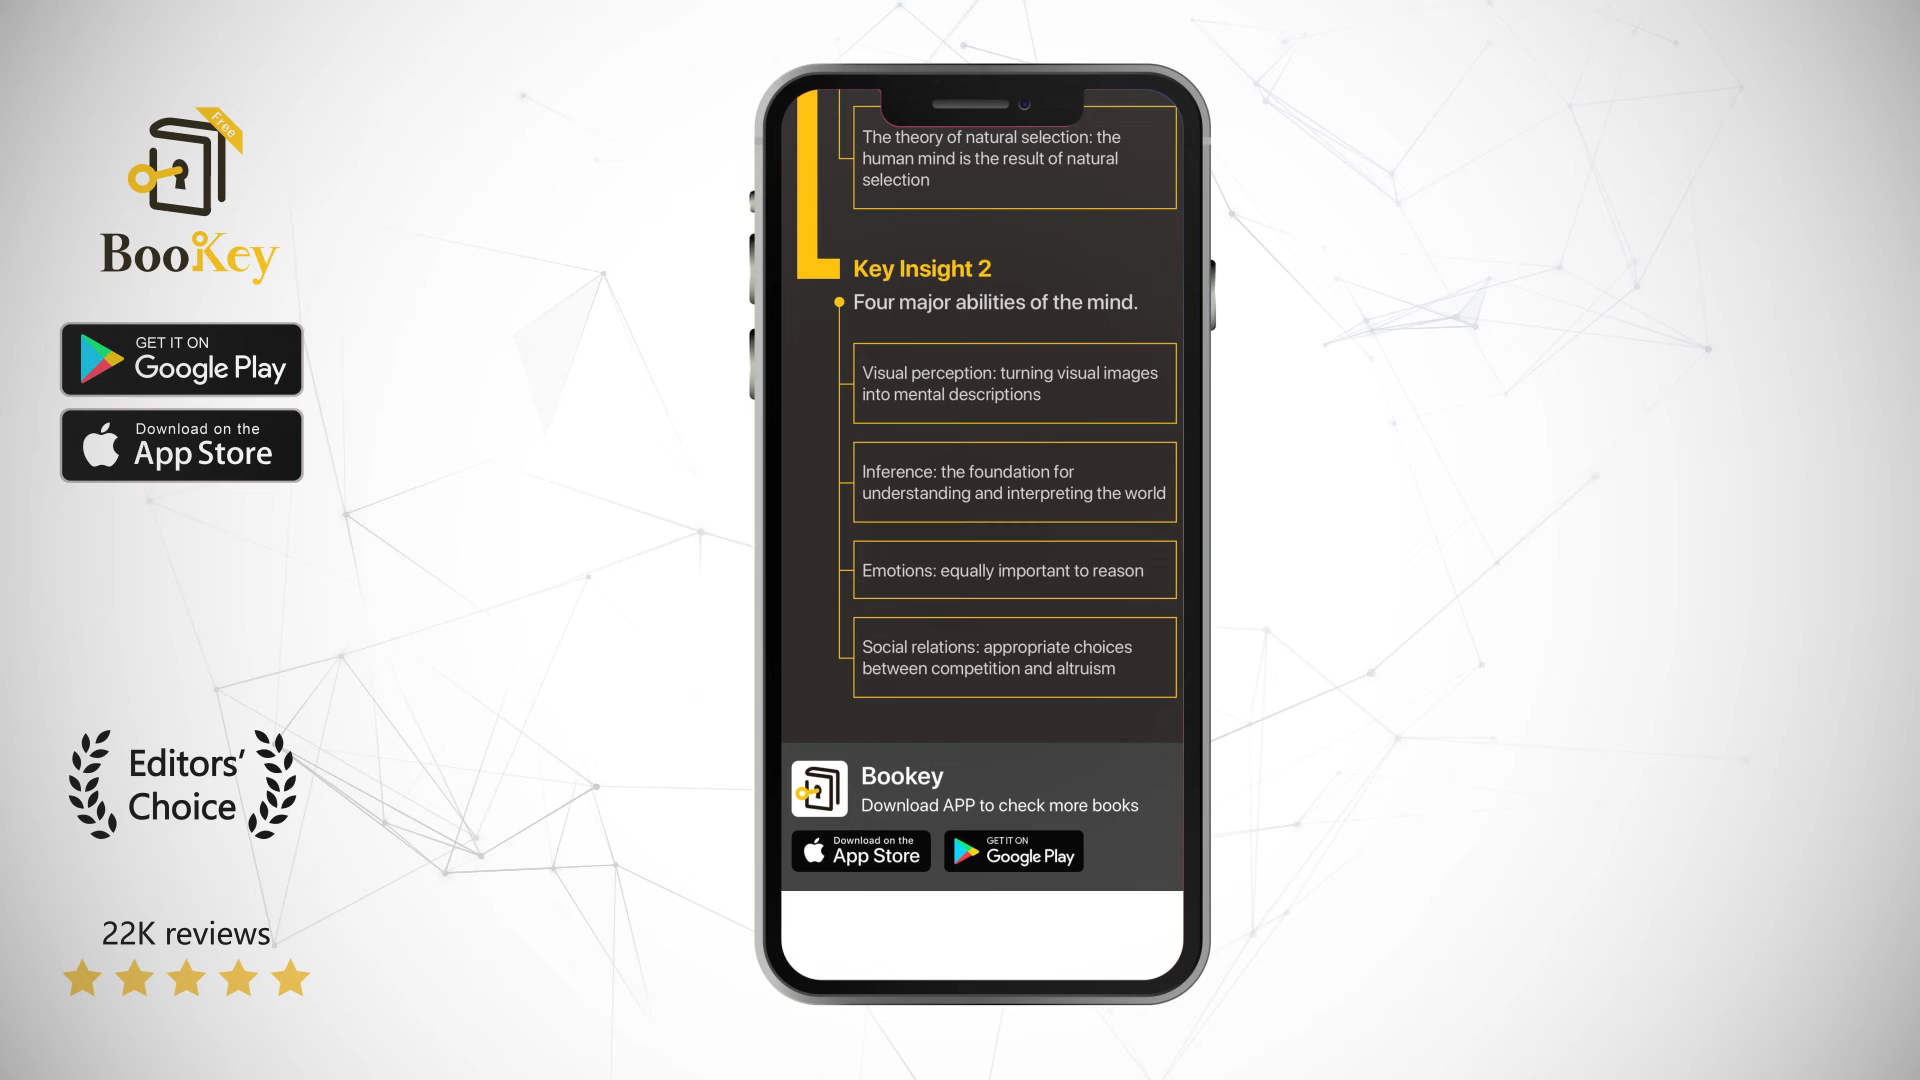 Free
BooKey
GET IT ON
Google Play
Download on the
App Store
Editors’
Choice
22K reviews
The theory of natural selection: the
human mind is the result of natural
selection
Key Insight 2
Four major abilities of the mind.
Visual perception: turning visual images
into mental descriptions
Inference: the foundation for
understanding and interpreting the world
Emotions: equally important to reason
Social relations: appropriate choices
between competition and altruism
Bookey
Download APP to check more books
Download on the
App Store
GET IT ON
Google Play